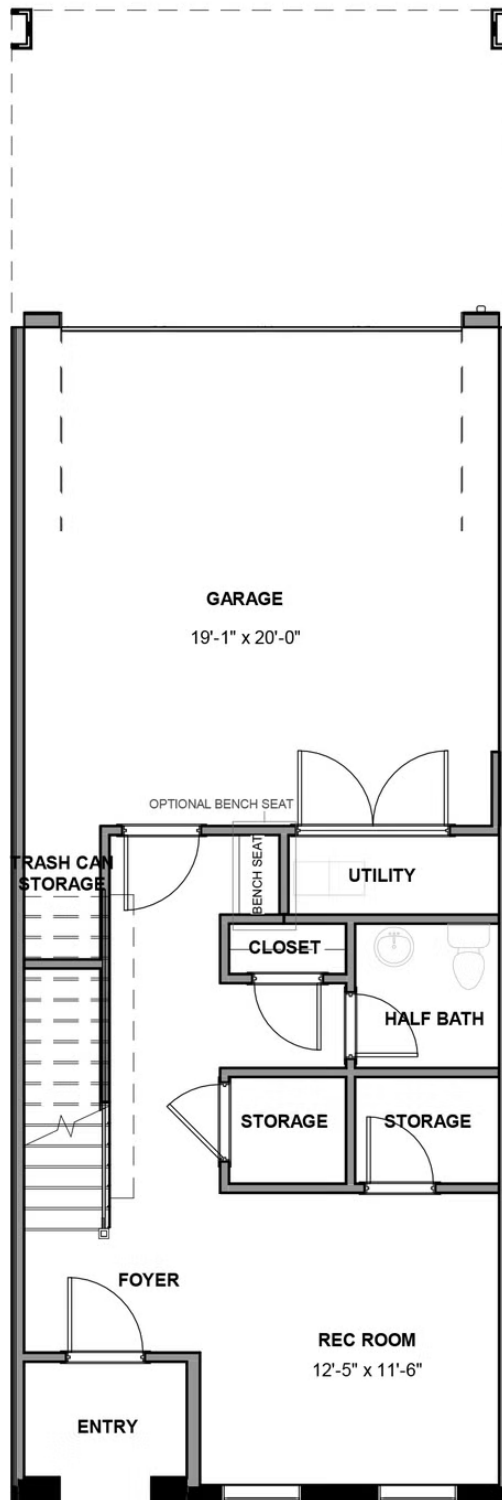 GARAGE
19'-1" x 20'-0"
OPTIONAL BENCH SEAT
TRASH CAN
STORAGE
BENCH SEAT
UTILITY
CLOSET
HALF BATH
STORAGE
STORAGE
FOYER
REC ROOM
12'-5" x 11'-6"
ENTRY